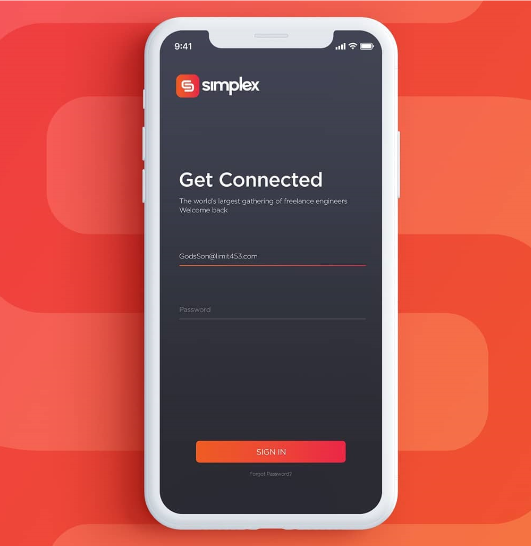 9:41
simplex
Get Connected
The world's largest gathering of freelance engineers
Welcome back
GodsSon@limit453.com
Password
SIGN IN
Forgot Password?